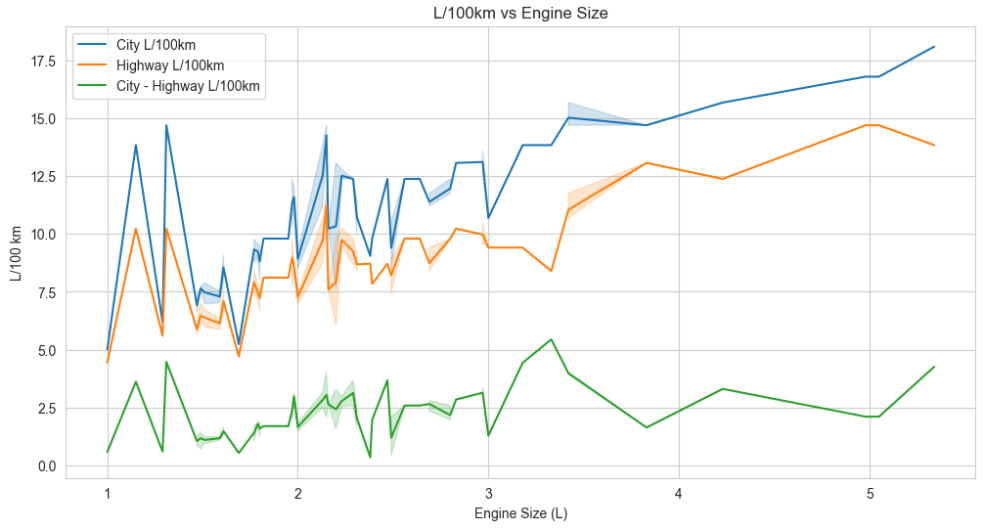 L/100km vs Engine Size
City L/100km
Highway L/100km
City - Highway L/100km
L/100 km
17.5
15.0
12.5
10.0
7.5
5.0
2.5
0.0
1
2
3
4
5
Engine Size (L)